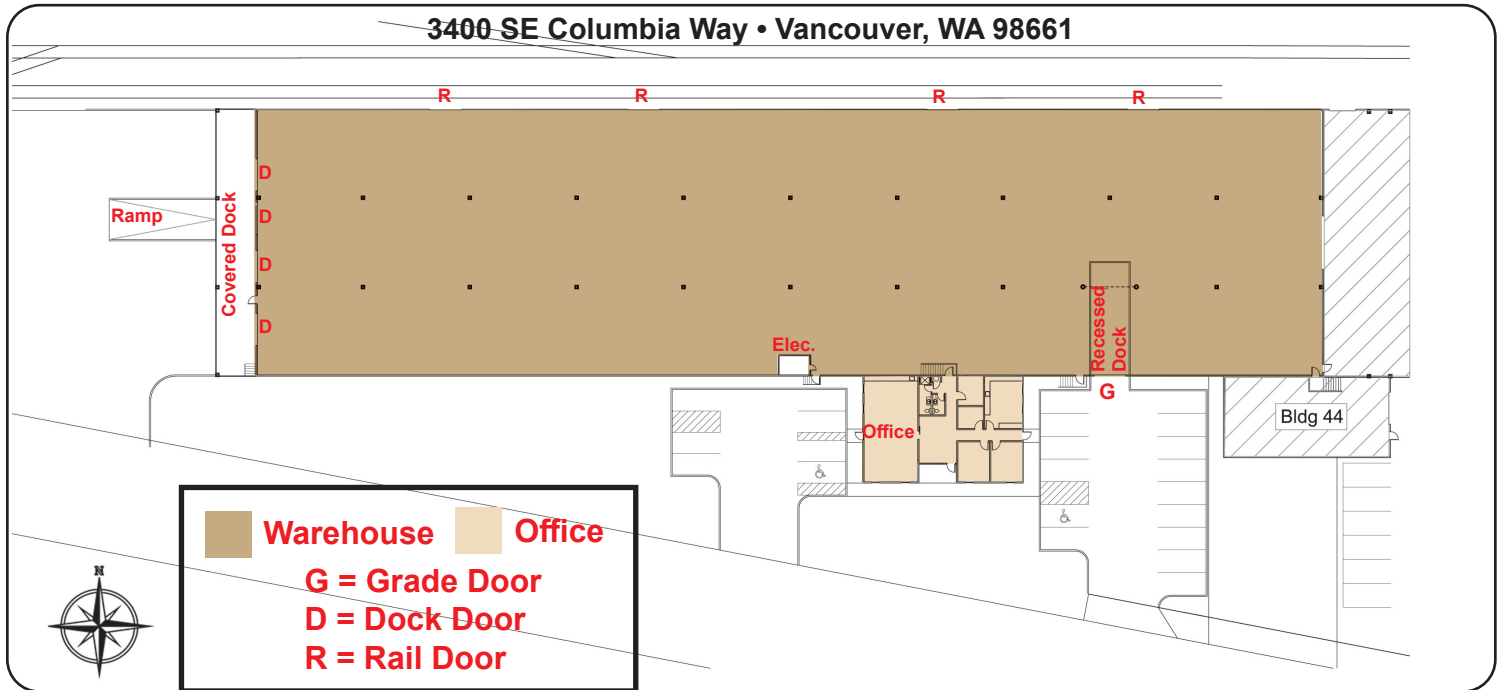 3400 SE Columbia Way • Vancouver, WA 98661
R R R R
D
Ramp
D
Covered Dock
D
D
Recessed
Dock
Elec.
G
Office
Bldg 44
Warehouse
Office
G = Grade Door
D = Dock Door
R = Rail Door
N